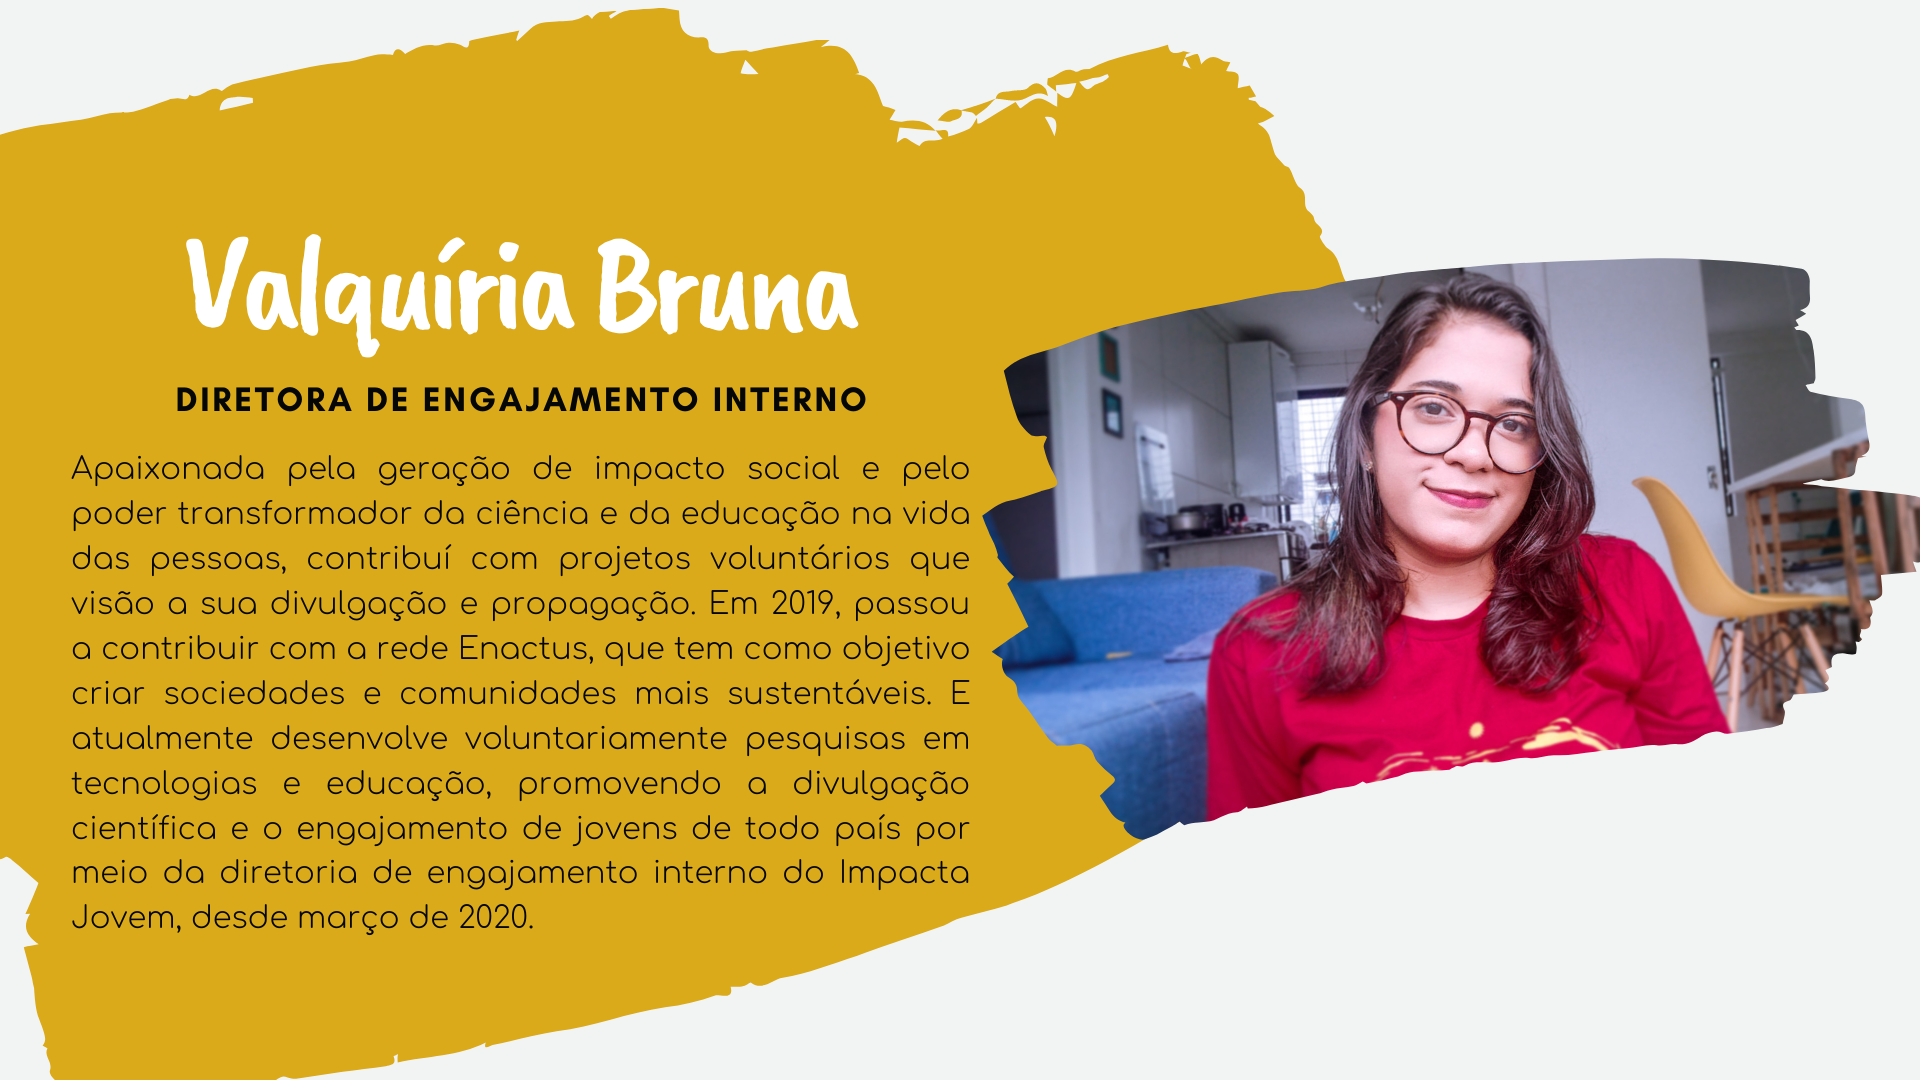 Valquíria Bruna
DIRETORA DE ENGAJAMENTO INTERNO
Apaixonada pela geração de impacto social e pelo
poder transformador da ciência e da educação na vida
das pessoas, contribuí com projetos voluntários que
visão a sua divulgação e propagação. Em 2019, passou
a contribuir com a rede Enactus, que tem como objetivo
criar sociedades e comunidades mais sustentáveis. E
atualmente desenvolve voluntariamente pesquisas em
tecnologias e educação, promovendo a divulgação
científica e o engajamento de jovens de todo país por
meio da diretoria de engajamento interno do Impacta
Jovem, desde março de 2020.